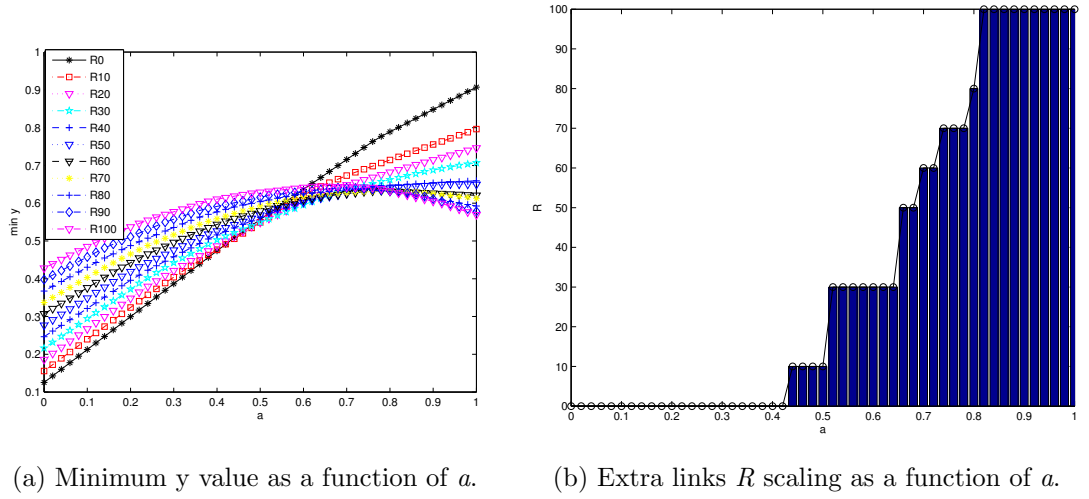 1
0.9
0.8
0.7
0.6
0.5
0.4
0.3
0.2
0.1
min y
R0
R10
R20
R30
R40
R50
R60
R70
R80
R90
R100
0 0.1 0.2 0.3 0.4 0.5 0.6 0.7 0.8 0.9 1
a
(a) Minimum y value as a function of a.
100
90
80
70
60
50
40
30
20
10
0
R
0 0.1 0.2 0.3 0.4 0.5 0.6 0.7 0.8 0.9 1
a
(b) Extra links R scaling as a function of a.